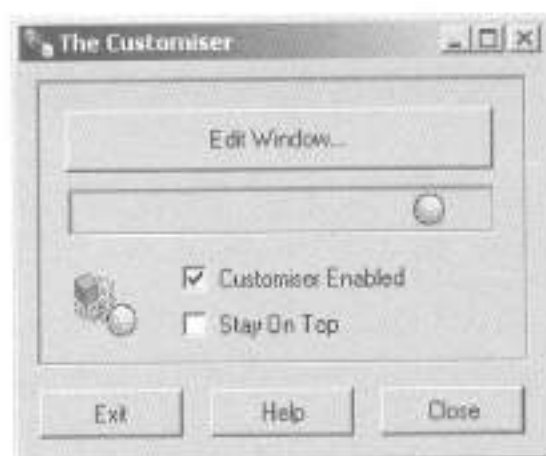 The Customiser
Edit Window...
Customiser Enabled
Stay On Top
Exit Help Close